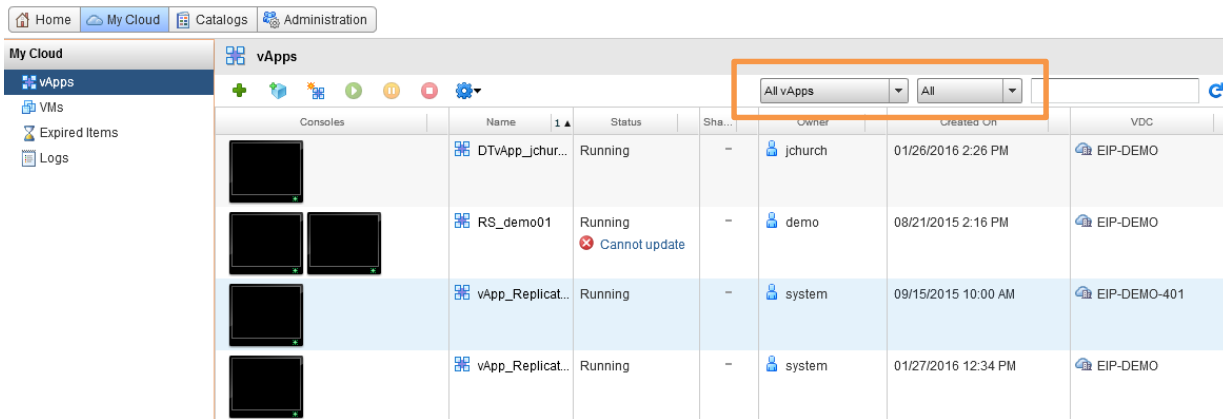 Home My Cloud Catalogs Administration
My Cloud
vApps
VMs
Expired Items
Logs
vApps
All vApps All
Consoles Name 1 Status Sha... Owner Created On VDC
DTvApp_jchur... Running - jchurch 01/26/2016 2:26 PM EIP-DEMO
RS_demo01 Running - demo 08/21/2015 2:16 PM EIP-DEMO
Cannot update
vApp_Replicat... Running - system 09/15/2015 10:00 AM EIP-DEMO-401
vApp_Replicat... Running - system 01/27/2016 12:34 PM EIP-DEMO